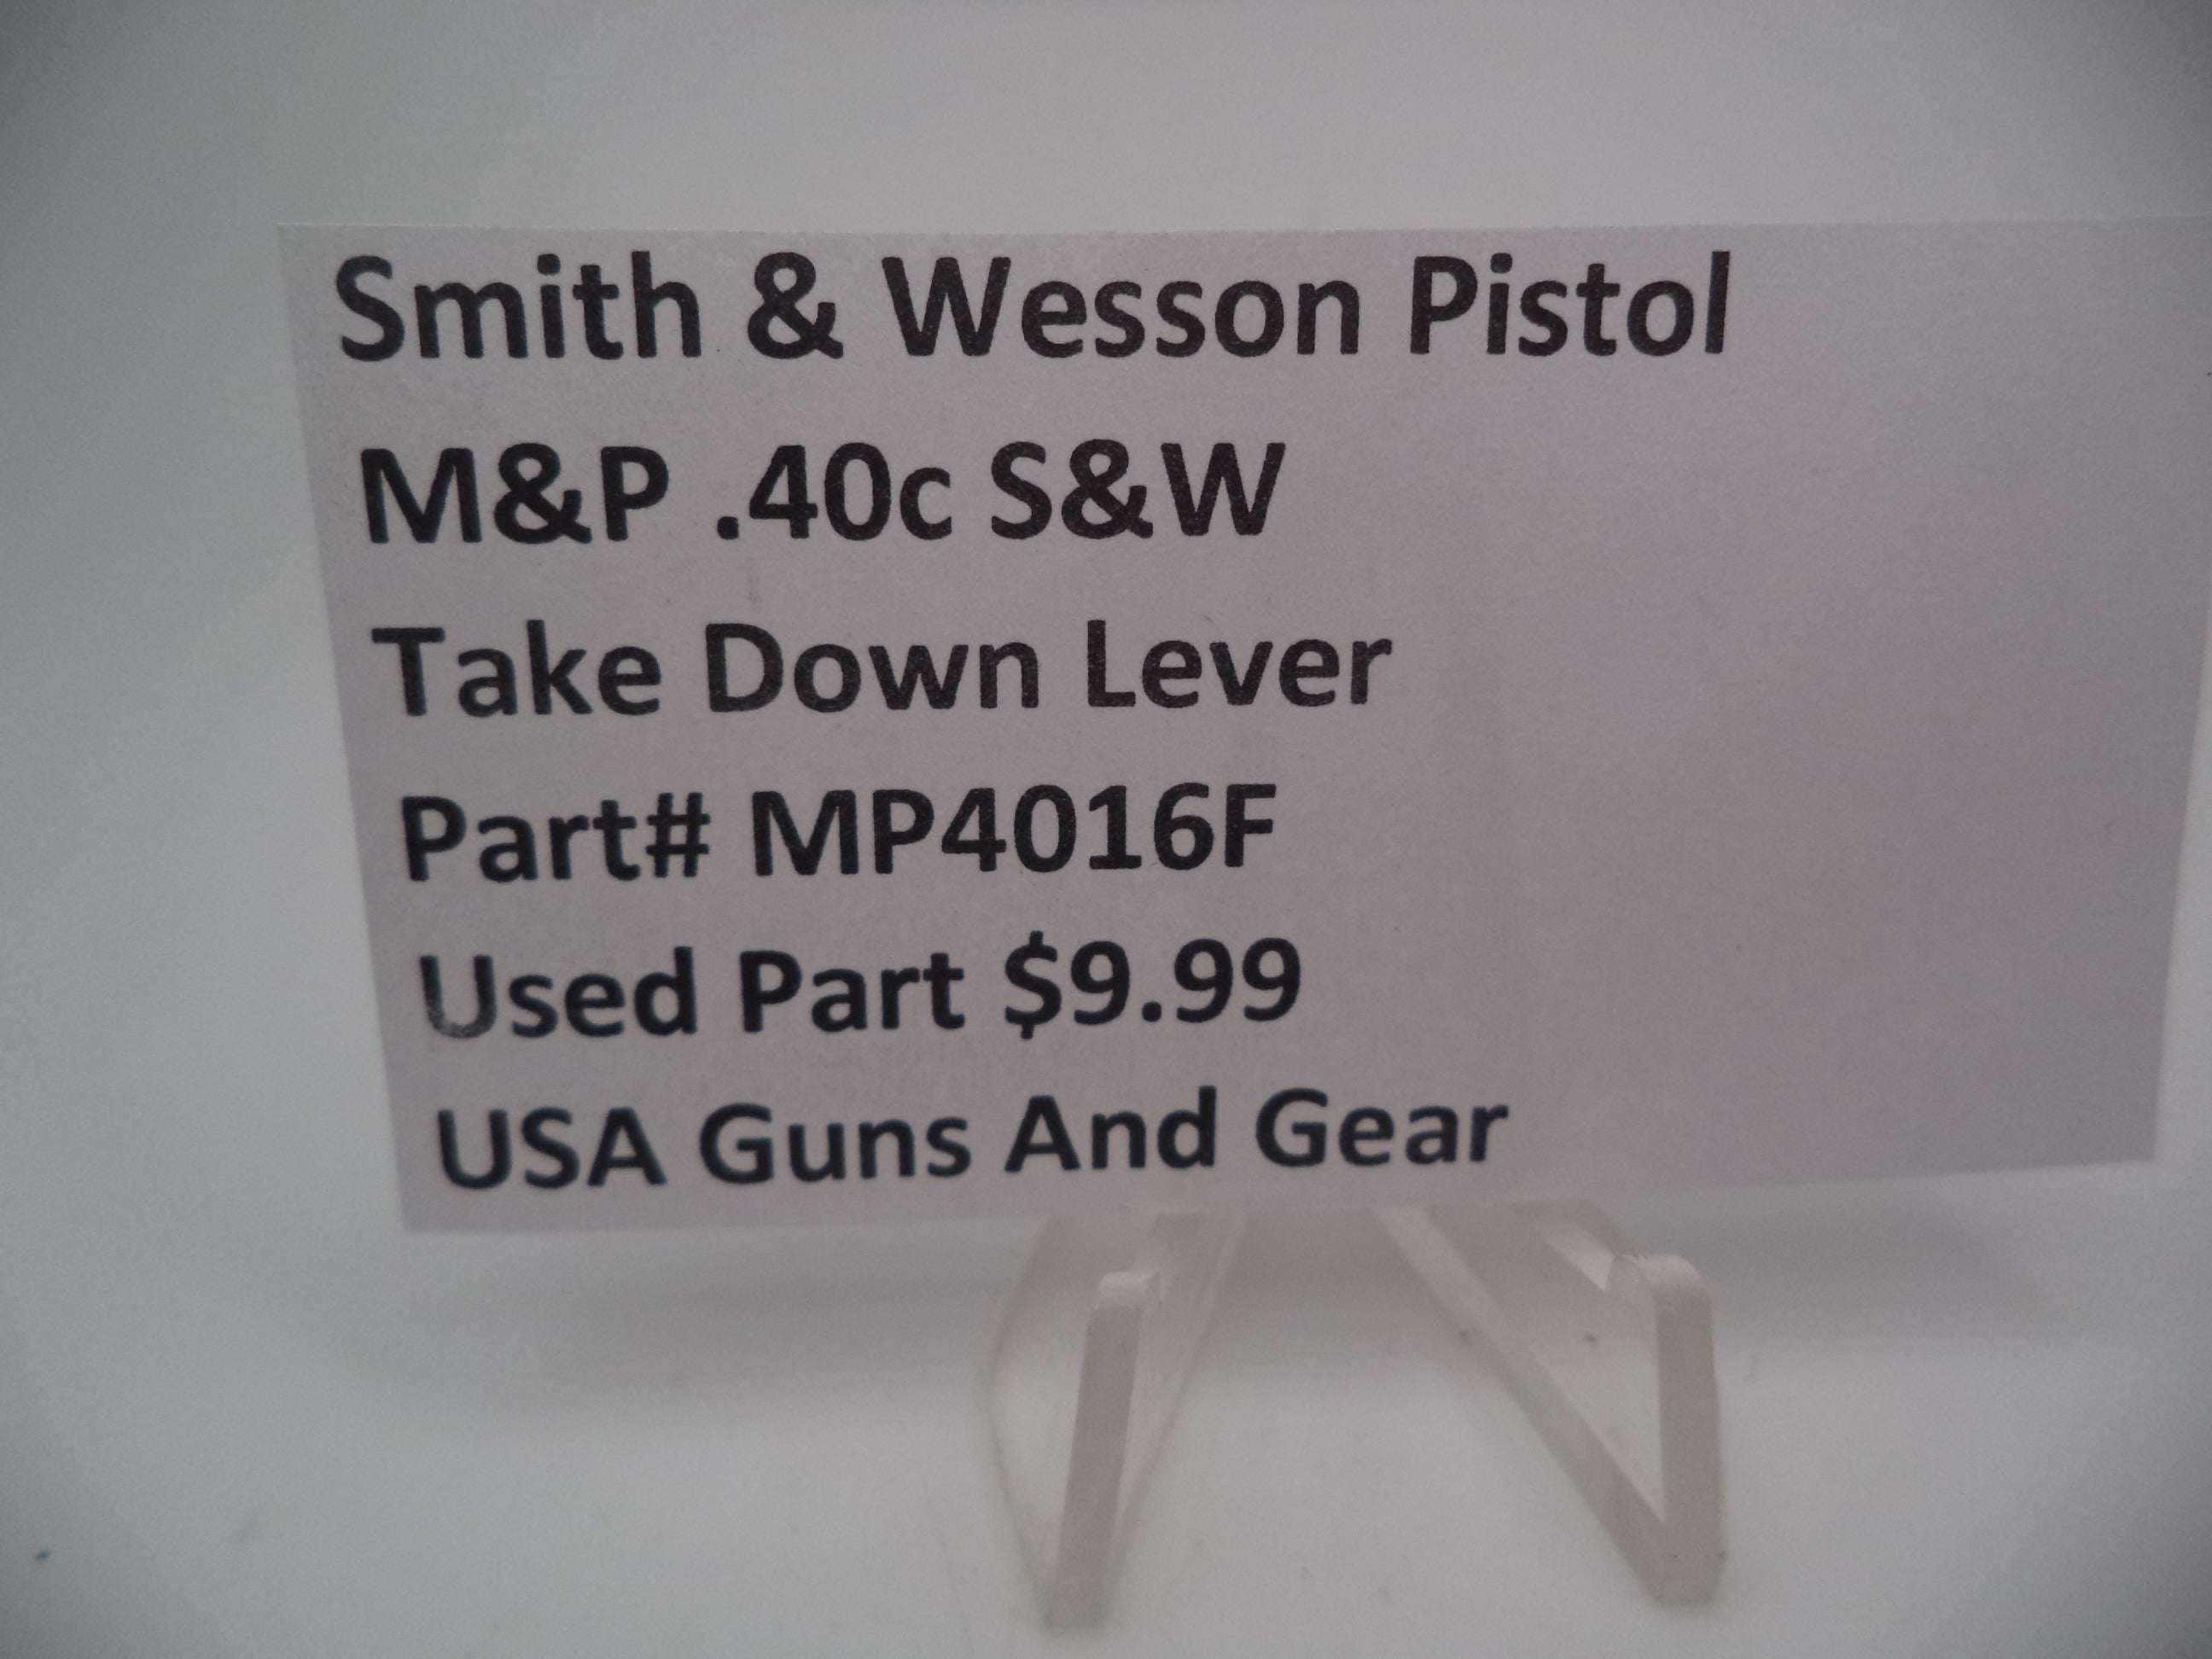 Smith & Wesson Pistol
M&P .40c S&W
Take Down Lever
Part# MP4016F
Used Part $9.99
USA Guns And Gear